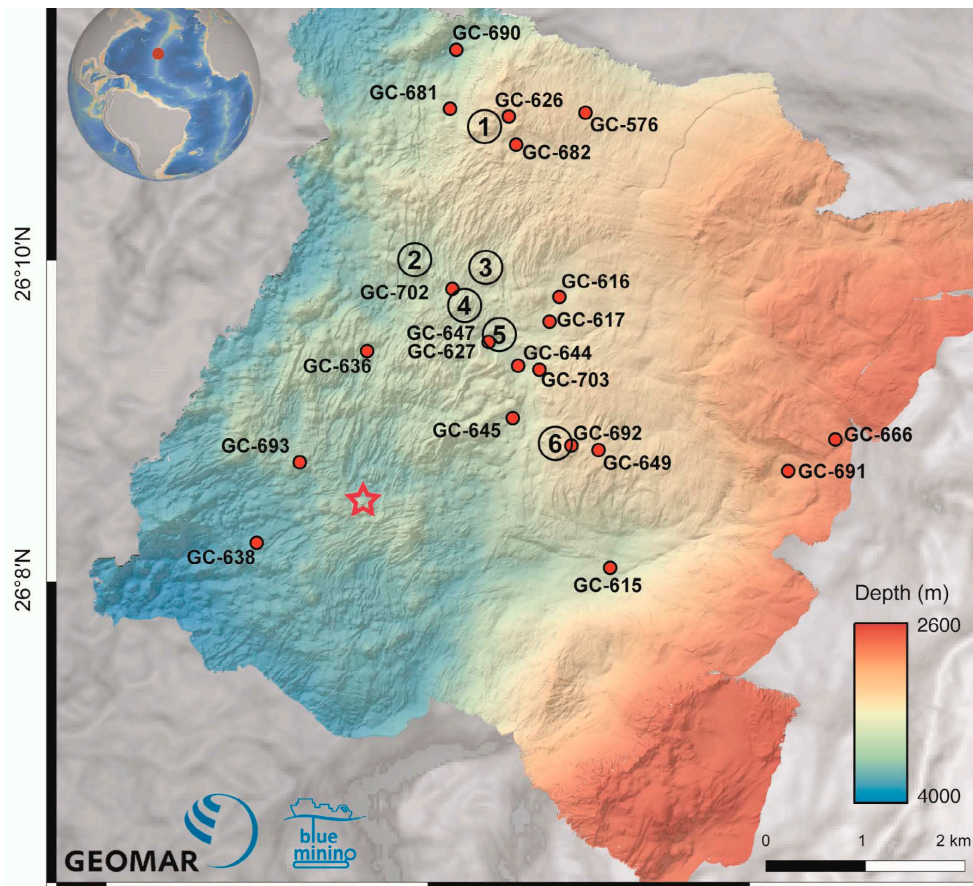 GC-690
GC-681
GC-626
GC-576
1
GC-682
26°10'N
2
3
GC-616
GC-702
4
GC-617
GC-647
5
GC-627
GC-644
GC-636
GC-703
GC-645
GC-692
GC-666
6
GC-693
GC-649
GC-691
GC-638
26°8'N
GC-615
Depth (m)
2600
4000
GEOMAR
blue
mining
0 1 2 km